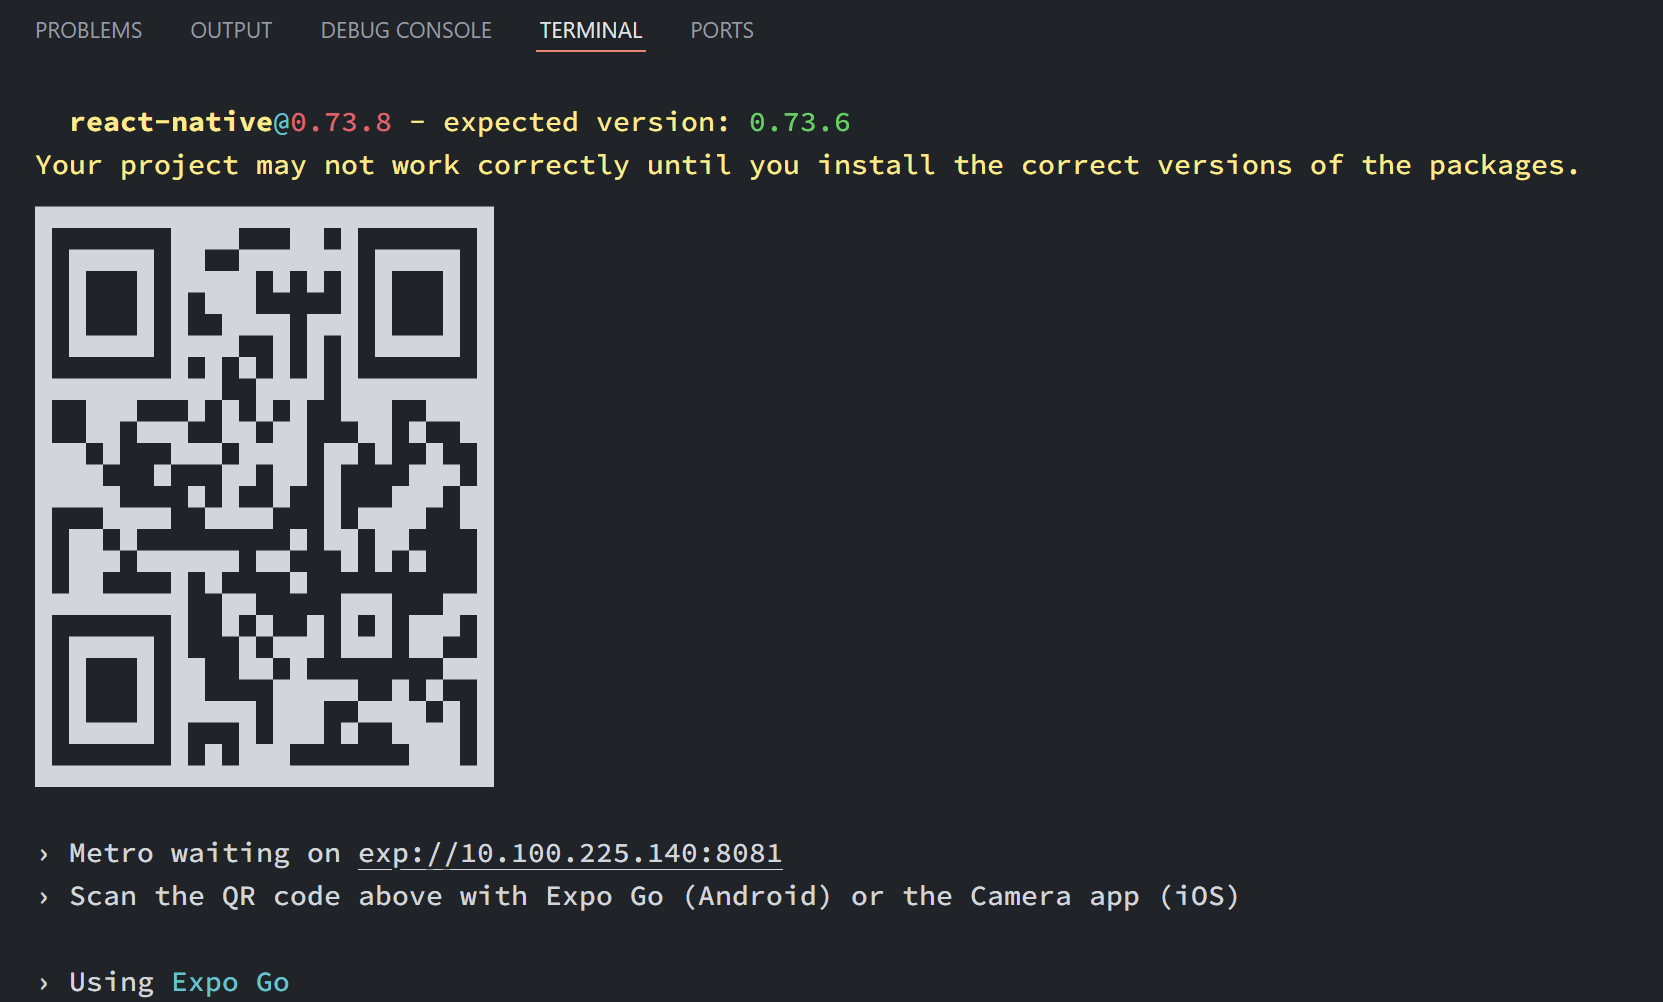 PROBLEMS OUTPUT DEBUG CONSOLE TERMINAL PORTS
react-native@0.73.8 - expected version: 0.73.6
Your project may not work correctly until you install the correct versions of the packages.
› Metro waiting on exp://10.100.225.140:8081
› Scan the QR code above with Expo Go (Android) or the Camera app (iOS)
› Using Expo Go